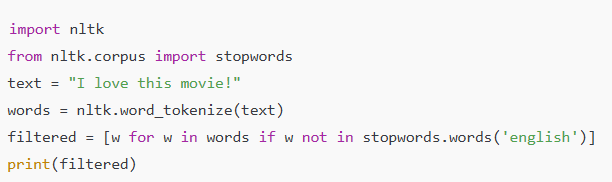 import nltk
from nltk.corpus import stopwords
text = "I love this movie!"
words = nltk.word_tokenize(text)
filtered = [w for w in words if w not in stopwords.words('english')]
print(filtered)